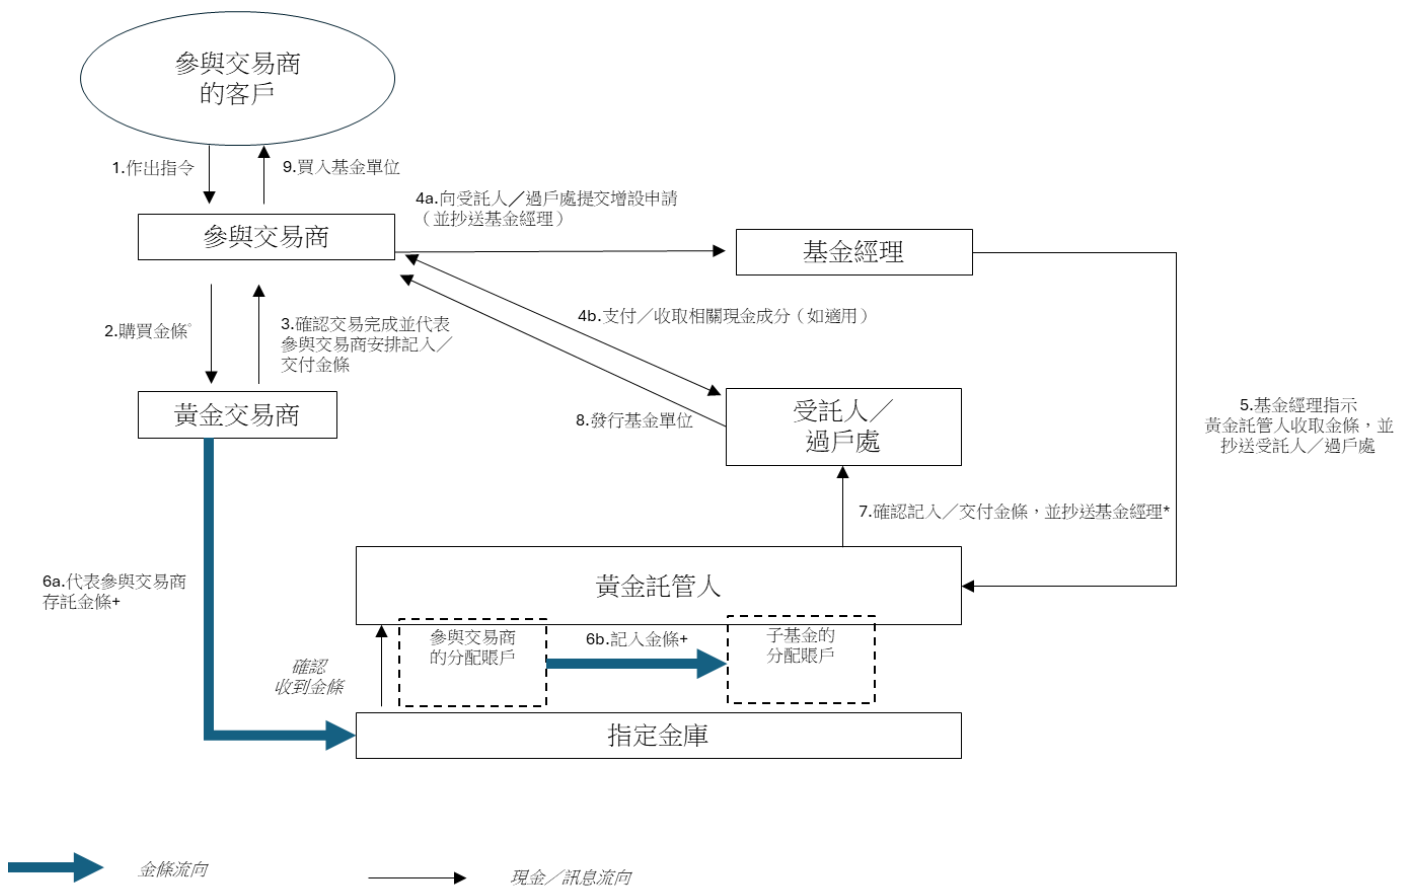 參與交易商
的客戶
1.作出指令
9.買入基金單位
4a.向受託人／過戶處提交增設申請
（並抄送基金經理）
參與交易商
基金經理
2.購買金條°
3.確認交易完成並代表
參與交易商安排記入／
交付金條
4b.支付／收取相關現金成分（如適用）
黃金交易商
8.發行基金單位
受託人／
過戶處
5.基金經理指示
黃金託管人收取金條，並
抄送受託人／過戶處
7.確認記入／交付金條，並抄送基金經理*
6a.代表參與交易商
存託金條+
黃金託管人
參與交易商
的分配賬戶
6b.記入金條+
子基金的
分配賬戶
確認
收到金條
指定金庫
金條流向
現金／訊息流向